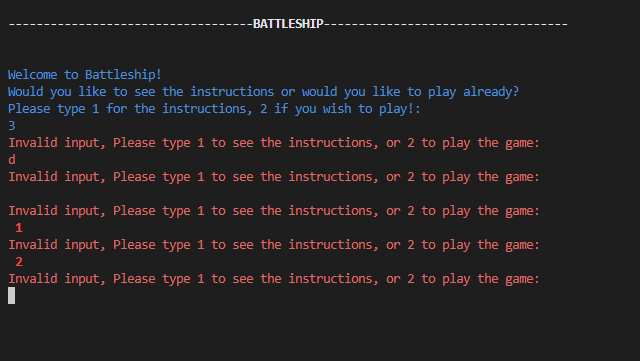 -----------------------------------BATTLESHIP-----------------------------------
Welcome to Battleship!
Would you like to see the instructions or would you like to play already?
Please type 1 for the instructions, 2 if you wish to play!:
3
Invalid input, Please type 1 to see the instructions, or 2 to play the game:
d
Invalid input, Please type 1 to see the instructions, or 2 to play the game:
Invalid input, Please type 1 to see the instructions, or 2 to play the game:
 1
Invalid input, Please type 1 to see the instructions, or 2 to play the game:
 2
Invalid input, Please type 1 to see the instructions, or 2 to play the game: